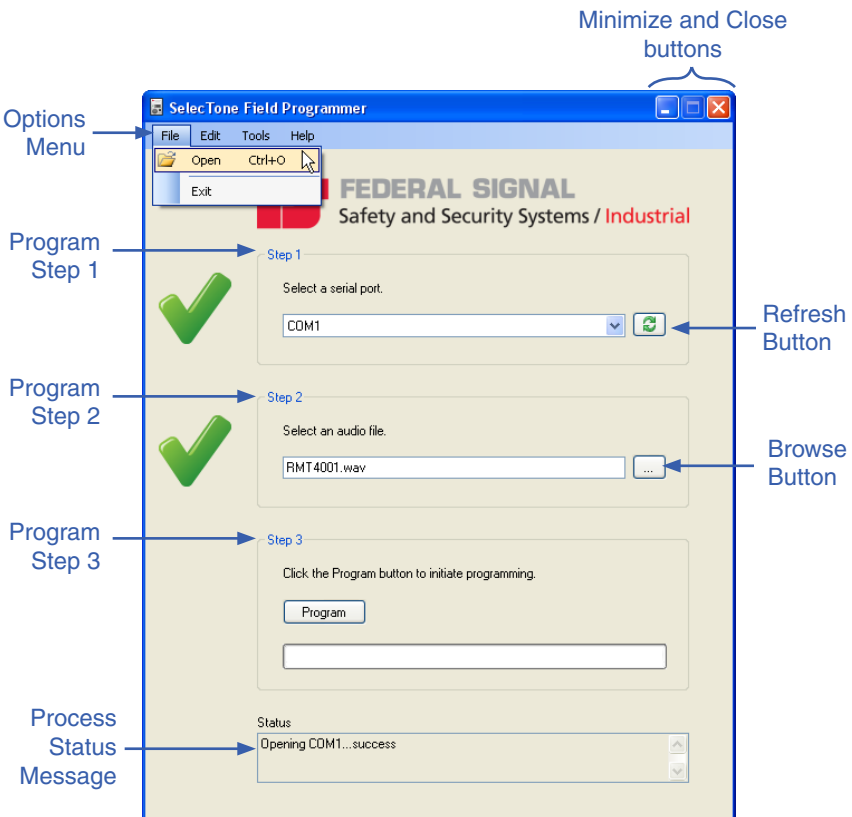 Minimize and Close
buttons
SelecTone Field Programmer
Options
Menu
File Edit Tools Help
Open Ctrl+O
Exit
FEDERAL SIGNAL
Safety and Security Systems / Industrial
Program
Step 1
Step 1
Select a serial port.
COM1
Refresh
Button
Program
Step 2
Step 2
Select an audio file.
RMT4001.wav
...
Browse
Button
Program
Step 3
Step 3
Click the Program button to initiate programming.
Program
Process
Status
Message
Status
Opening COM1...success